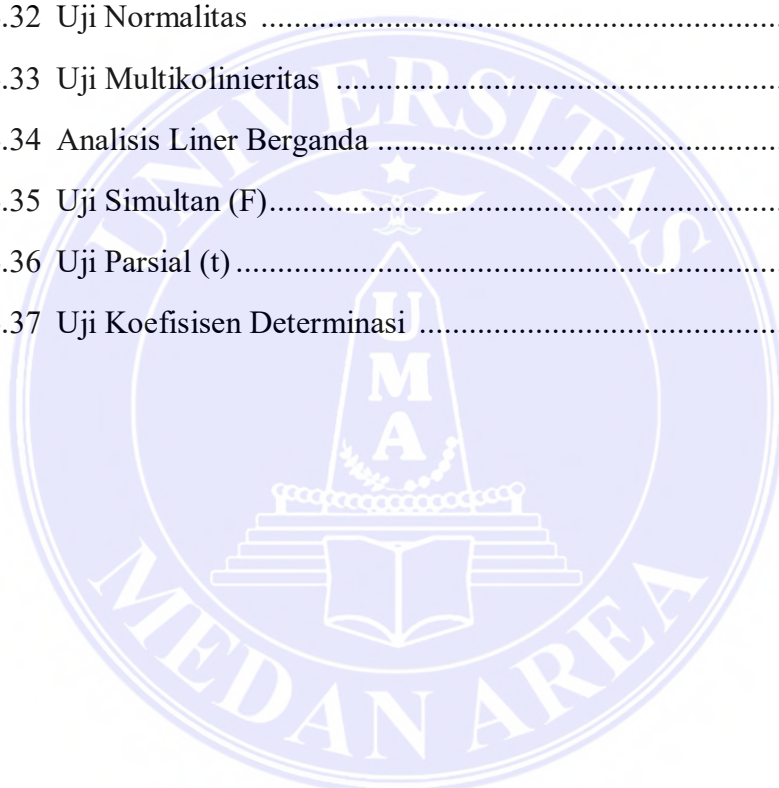 .32 Uji Normalitas ....................................................................
.33 Uji Multikolinieritas ..........................................................
.34 Analisis Liner Berganda .....................................................
.35 Uji Simultan (F)...................................................................
.36 Uji Parsial (t) ........................................................................
.37 Uji Koefisisen Determinasi ................................................
UNIVERSITAS
U
M
A
MEDAN AREA